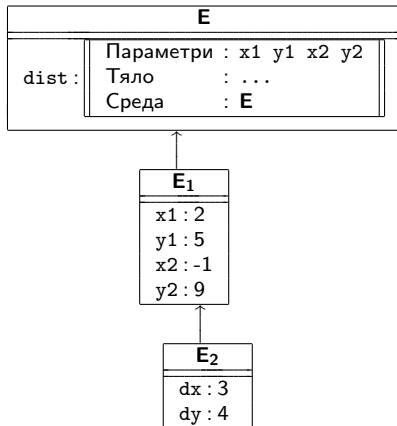 E
Параметри : x1 y1 x2 y2
dist : Тяло : ...
Среда : E
E₁
x1 : 2
y1 : 5
x2 : -1
y2 : 9
E₂
dx : 3
dy : 4